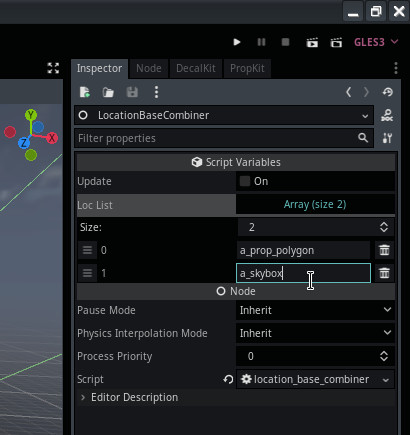 GLES3
Inspector Node DecalKit PropKit
Y
X
Z
LocationBaseCombiner
Filter properties
Script Variables
Update On
Loc List Array (size 2)
Size: 2
0 a_prop_polygon
1 a_skybox
Node
Pause Mode Inherit
Physics Interpolation Mode Inherit
Process Priority 0
Script location_base_combiner
Editor Description